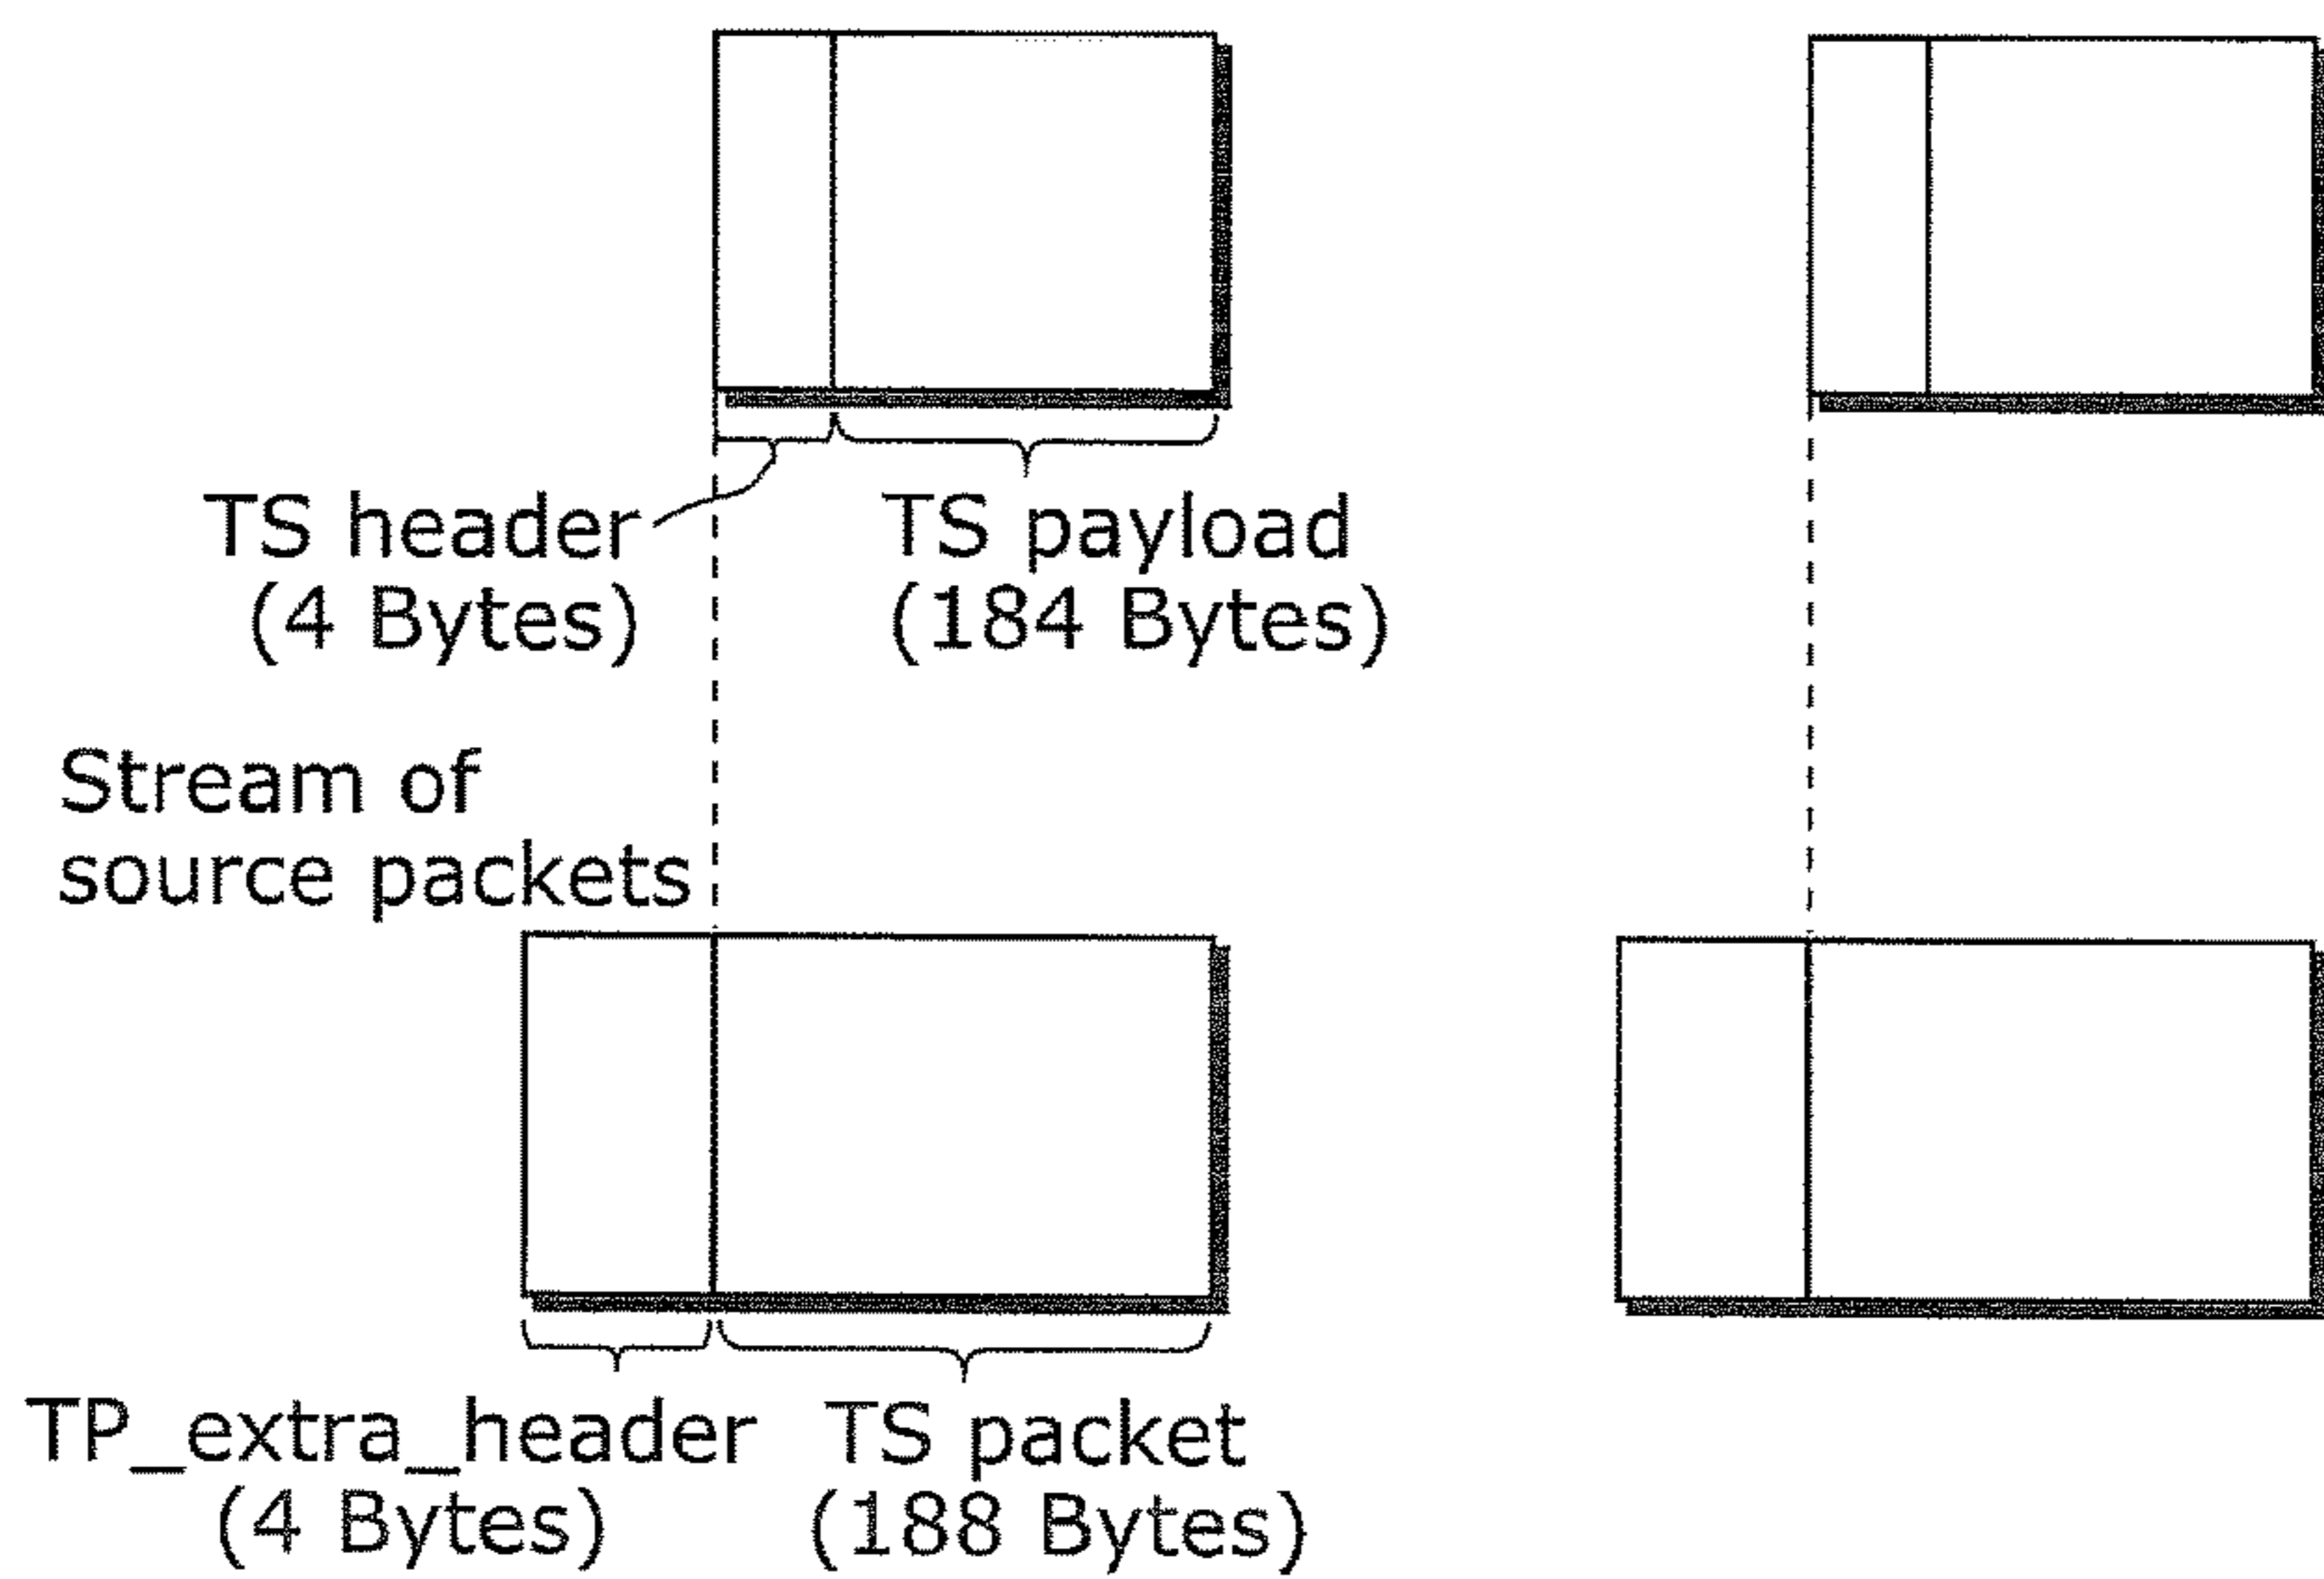 TS header
(4 Bytes)
TS payload
(184 Bytes)
Stream of
source packets
TP_extra_header
(4 Bytes)
TS packet
(188 Bytes)